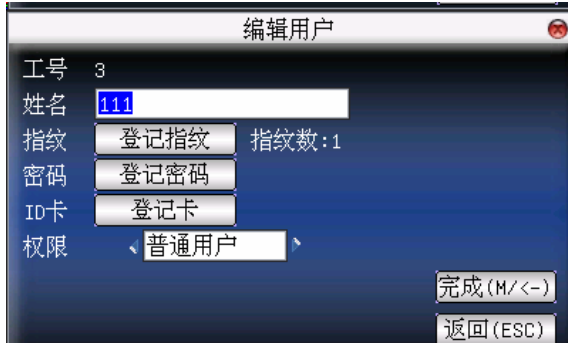 编辑用户
工号 3
姓名 111
指纹 登记指纹 指纹数:1
密码 登记密码
ID卡 登记卡
权限 普通用户
完成(M/<-)
返回(ESC)